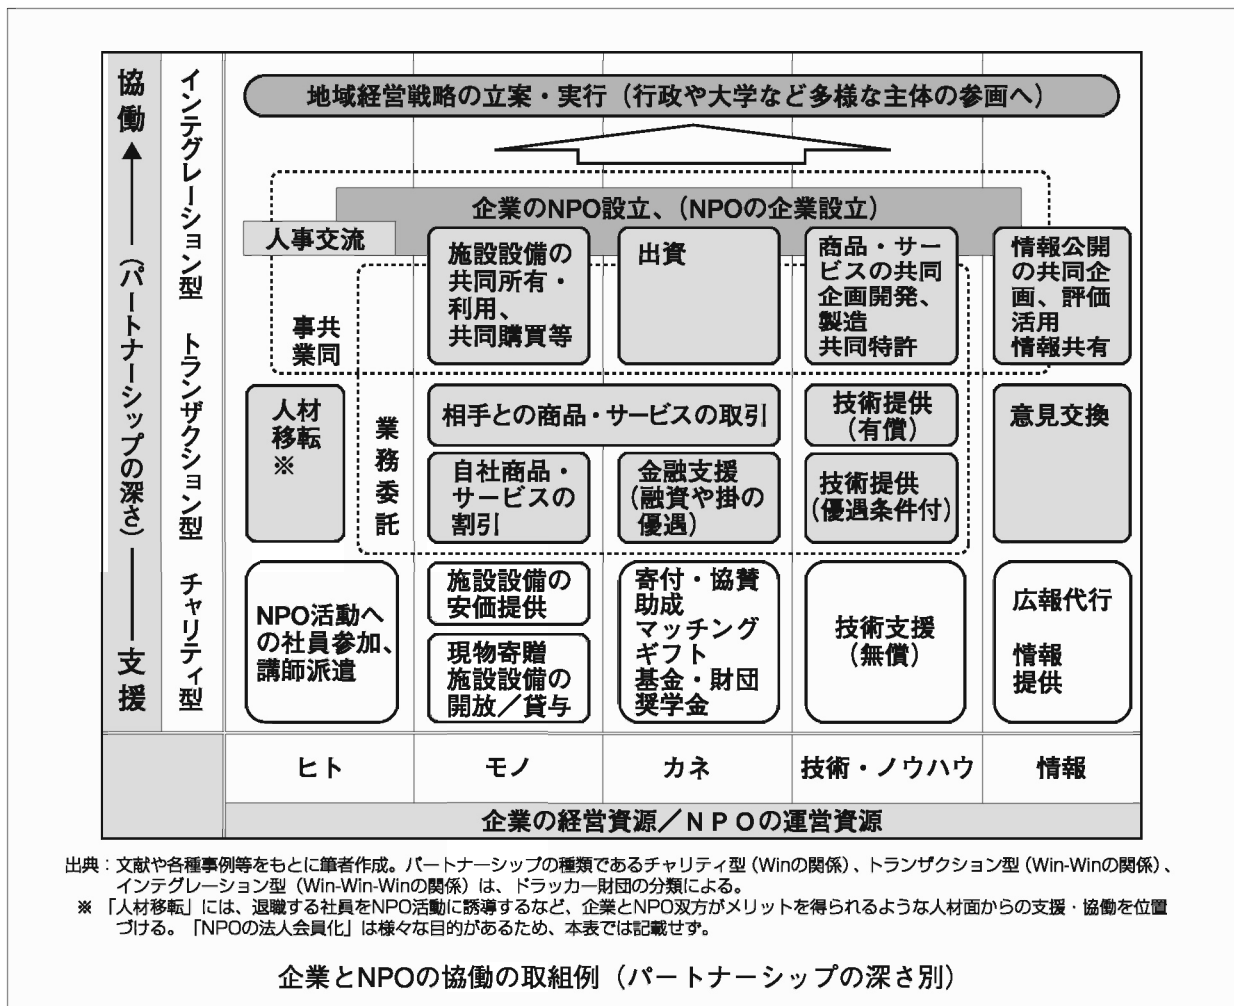 地域経営戦略の立案・実行（行政や大学など多様な主体の参画へ）
協働
（パートナーシップの深さ）
支援
インテグレーション型
トランザクション型
チャリティ型
企業のNPO設立、（NPOの企業設立）
人事交流
施設設備の
共同所有・
利用、
共同購買等
出資
商品・サー
ビスの共同
企画開発、
製造
共同特許
情報公開
の共同企
画、評価
活用
情報共有
共同
事業
人材
移転
※
業務委託
相手との商品・サービスの取引
技術提供
（有償）
意見交換
自社商品・
サービスの
割引
金融支援
（融資や掛の
優遇）
技術提供
（優遇条件付）
NPO活動へ
の社員参加、
講師派遣
施設設備の
安価提供
現物寄贈
施設設備の
開放／貸与
寄付・協賛
助成
マッチング
ギフト
基金・財団
奨学金
技術支援
（無償）
広報代行
情報
提供
ヒト
モノ
カネ
技術・ノウハウ
情報
企業の経営資源／ＮＰＯの運営資源
出典：文献や各種事例等をもとに筆者作成。パートナーシップの種類であるチャリティ型（Winの関係）、トランザクション型（Win-Winの関係）、
インテグレーション型（Win-Win-Winの関係）は、ドラッカー財団の分類による。
※ 「人材移転」には、退職する社員をNPO活動に誘導するなど、企業とNPO双方がメリットを得られるような人材面からの支援・協働を位置
づける。「NPOの法人会員化」は様々な目的があるため、本表では記載せず。
企業とNPOの協働の取組例（パートナーシップの深さ別）